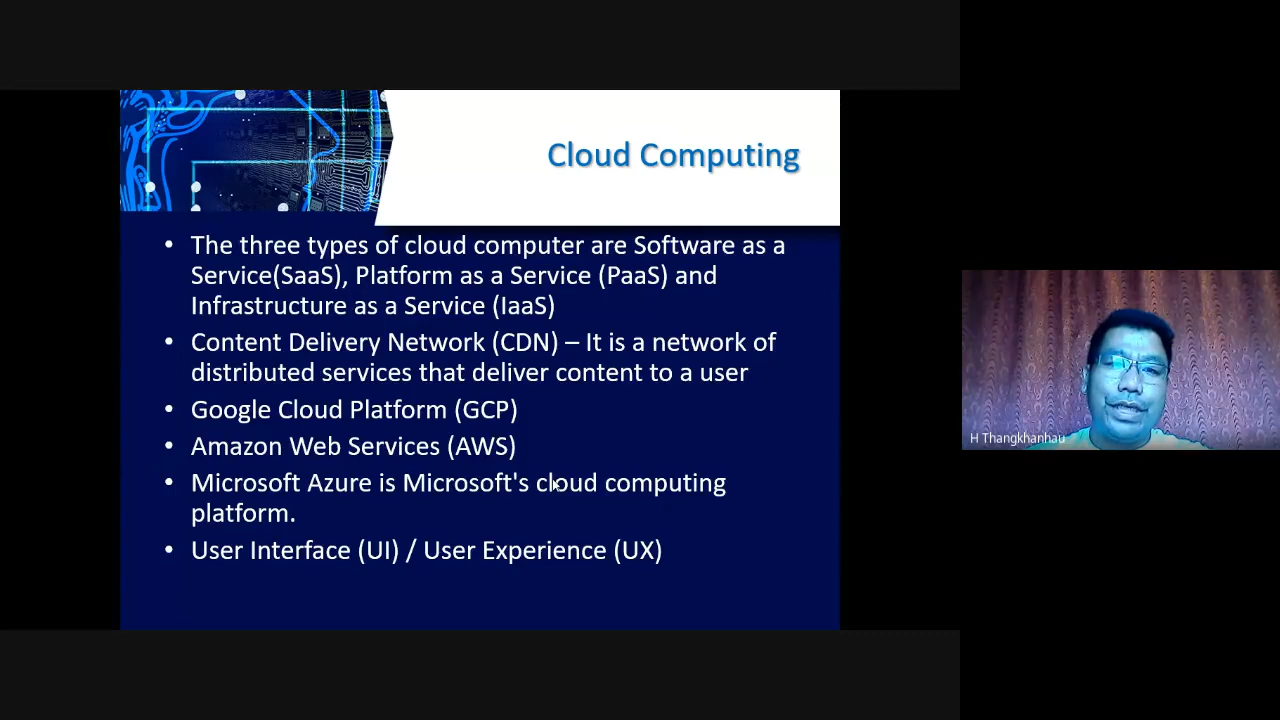 Cloud Computing
• The three types of cloud computer are Software as a
Service(SaaS), Platform as a Service (PaaS) and
Infrastructure as a Service (IaaS)
• Content Delivery Network (CDN) – It is a network of
distributed services that deliver content to a user
• Google Cloud Platform (GCP)
• Amazon Web Services (AWS)
• Microsoft Azure is Microsoft's cloud computing
platform.
• User Interface (UI) / User Experience (UX)
H Thangkhanhau